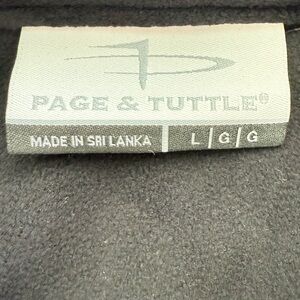 PAGE & TUTTLE®
MADE IN SRI LANKA L | G | G